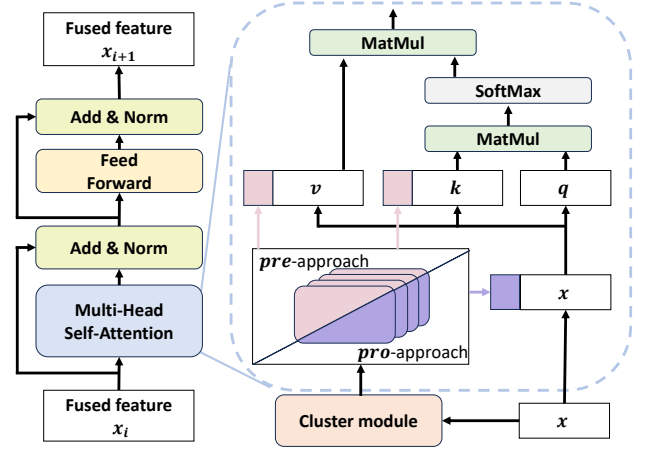 Fused feature
x_{i+1}
Add & Norm
Feed
Forward
Add & Norm
Multi-Head
Self-Attention
Fused feature
x_i
MatMul
SoftMax
MatMul
v
k
q
pre-approach
x
pro-approach
Cluster module
x